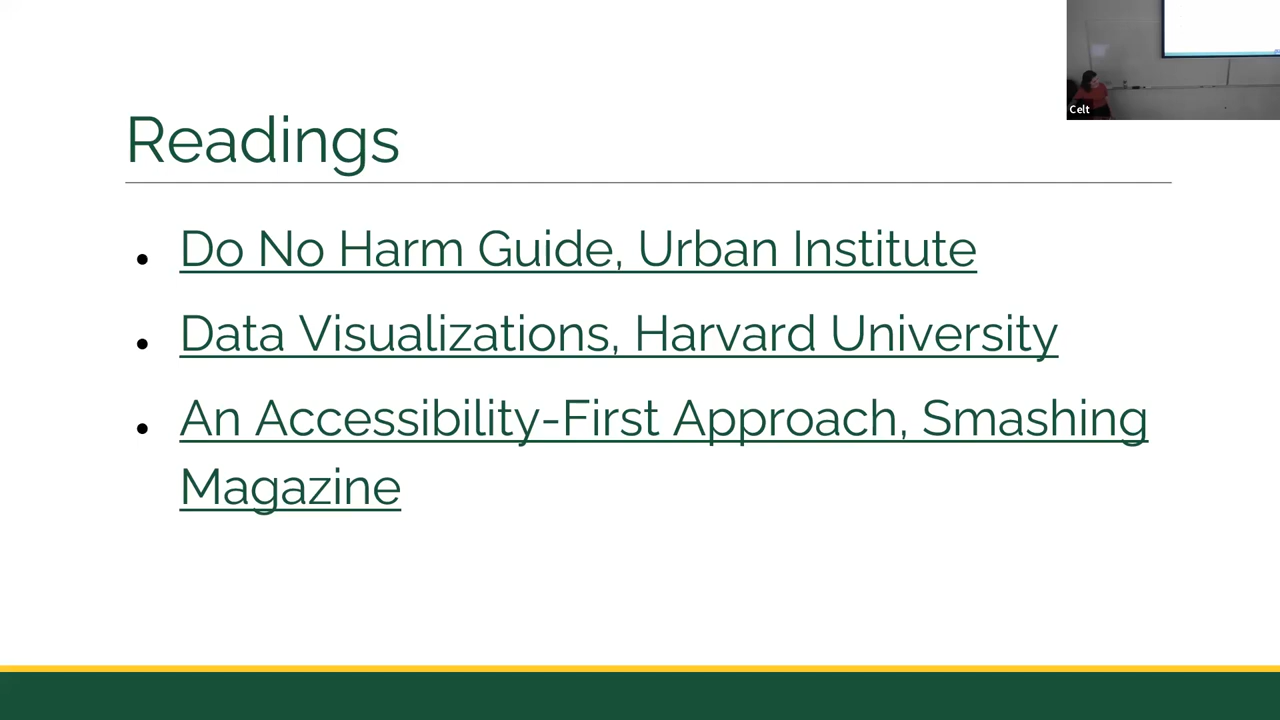 Readings
Do No Harm Guide, Urban Institute
Data Visualizations, Harvard University
An Accessibility-First Approach, Smashing
Magazine
Celt